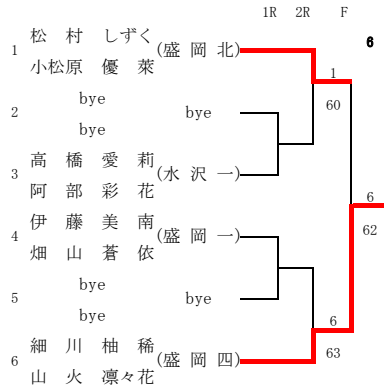 1R 2R F
6
1 松 村 しずく (盛 岡 北)
小松原 優 萊
1
60
2 bye bye
bye
3 高 橋 愛 莉 (水 沢 一)
阿 部 彩 花
6
62
4 伊 藤 美 南 (盛 岡 一)
畑 山 蒼 依
5 bye bye
bye
6
63
6 細 川 柚 稀 (盛 岡 四)
山 火 凛々花